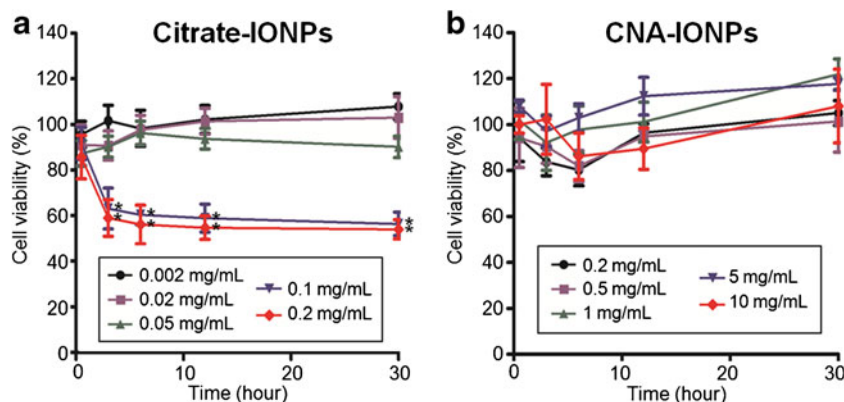 a Citrate-IONPs
Cell viability (%)
140
120
100
80
60
40
20
0
* * * *
* * * *
0.002 mg/mL
0.02 mg/mL
0.05 mg/mL
0.1 mg/mL
0.2 mg/mL
0 10 20 30
Time (hour)
b CNA-IONPs
Cell viability (%)
140
120
100
80
60
40
20
0
0.2 mg/mL
0.5 mg/mL
1 mg/mL
5 mg/mL
10 mg/mL
0 10 20 30
Time (hour)